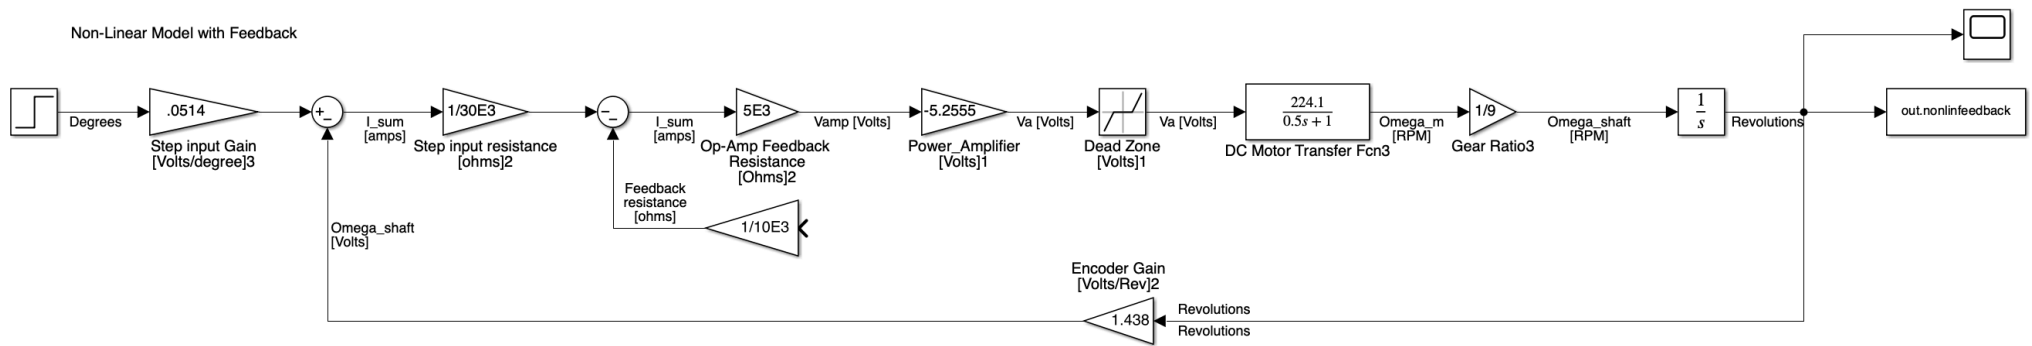 Non-Linear Model with Feedback
Degrees
.0514
Step input Gain
[Volts/degree]3
I_sum
[amps]
1/30E3
Step input resistance
[ohms]2
I_sum
[amps]
5E3
Op-Amp Feedback
Resistance
[Ohms]2
Vamp [Volts]
-5.2555
Power_Amplifier
[Volts]1
Va [Volts]
Dead Zone
[Volts]1
Va [Volts]
224.1
0.5s + 1
DC Motor Transfer Fcn3
Omega_m
[RPM]
1/9
Gear Ratio3
Omega_shaft
[RPM]
1
s
Revolutions
out.nonlinfeedback
Feedback
resistance
[ohms]
1/10E3
Omega_shaft
[Volts]
Encoder Gain
[Volts/Rev]2
1.438
Revolutions
Revolutions